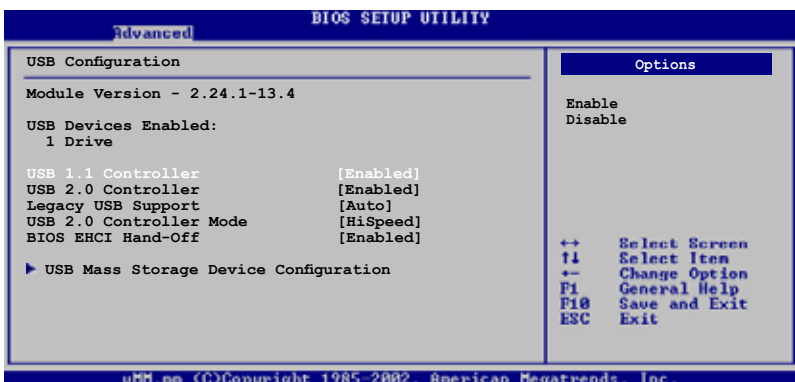 BIOS SETUP UTILITY
Advanced
USB Configuration
Module Version - 2.24.1-13.4
USB Devices Enabled:
1 Drive
USB 1.1 Controller [Enabled]
USB 2.0 Controller [Enabled]
Legacy USB Support [Auto]
USB 2.0 Controller Mode [HiSpeed]
BIOS EHCI Hand-Off [Enabled]
USB Mass Storage Device Configuration
Options
Enable
Disable
←→ Select Screen
↑↓ Select Item
+- Change Option
F1 General Help
F10 Save and Exit
ESC Exit
(C)Copyright 1985-2002, American Megatrends, Inc.